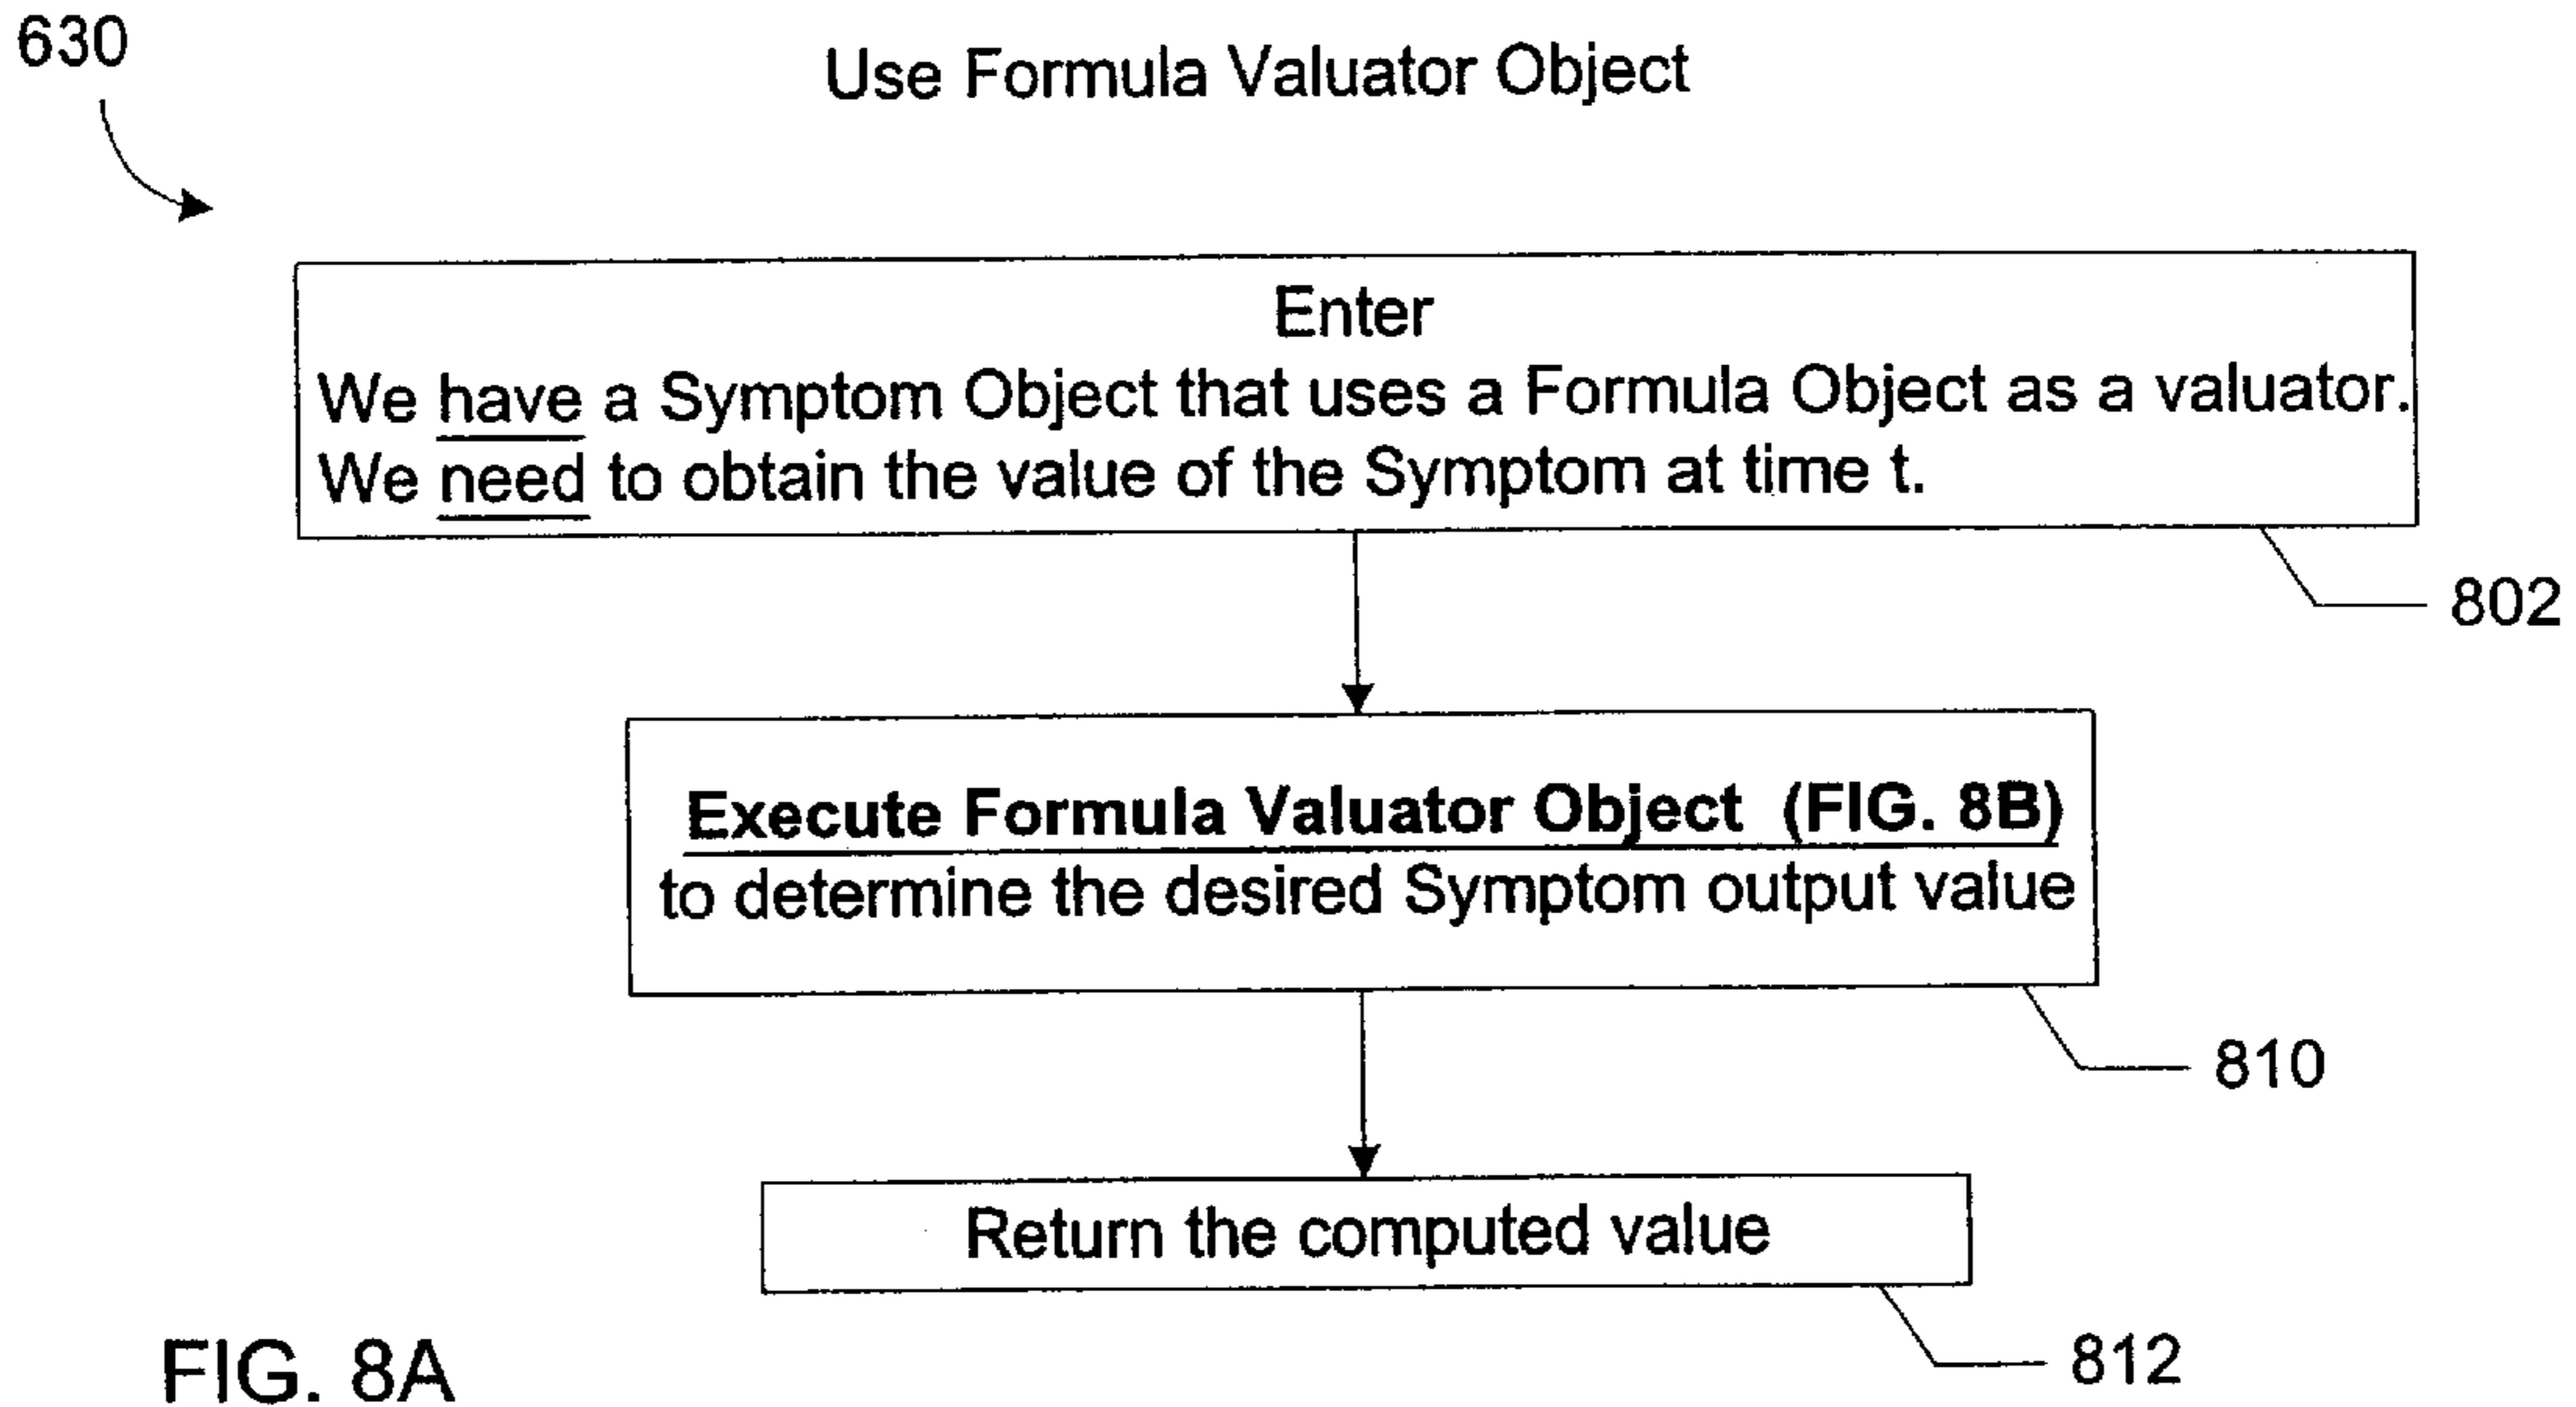 630
Use Formula Valuator Object
Enter
We have a Symptom Object that uses a Formula Object as a valuator.
We need to obtain the value of the Symptom at time t.
802
Execute Formula Valuator Object (FIG. 8B)
to determine the desired Symptom output value
810
Return the computed value
812
FIG. 8A